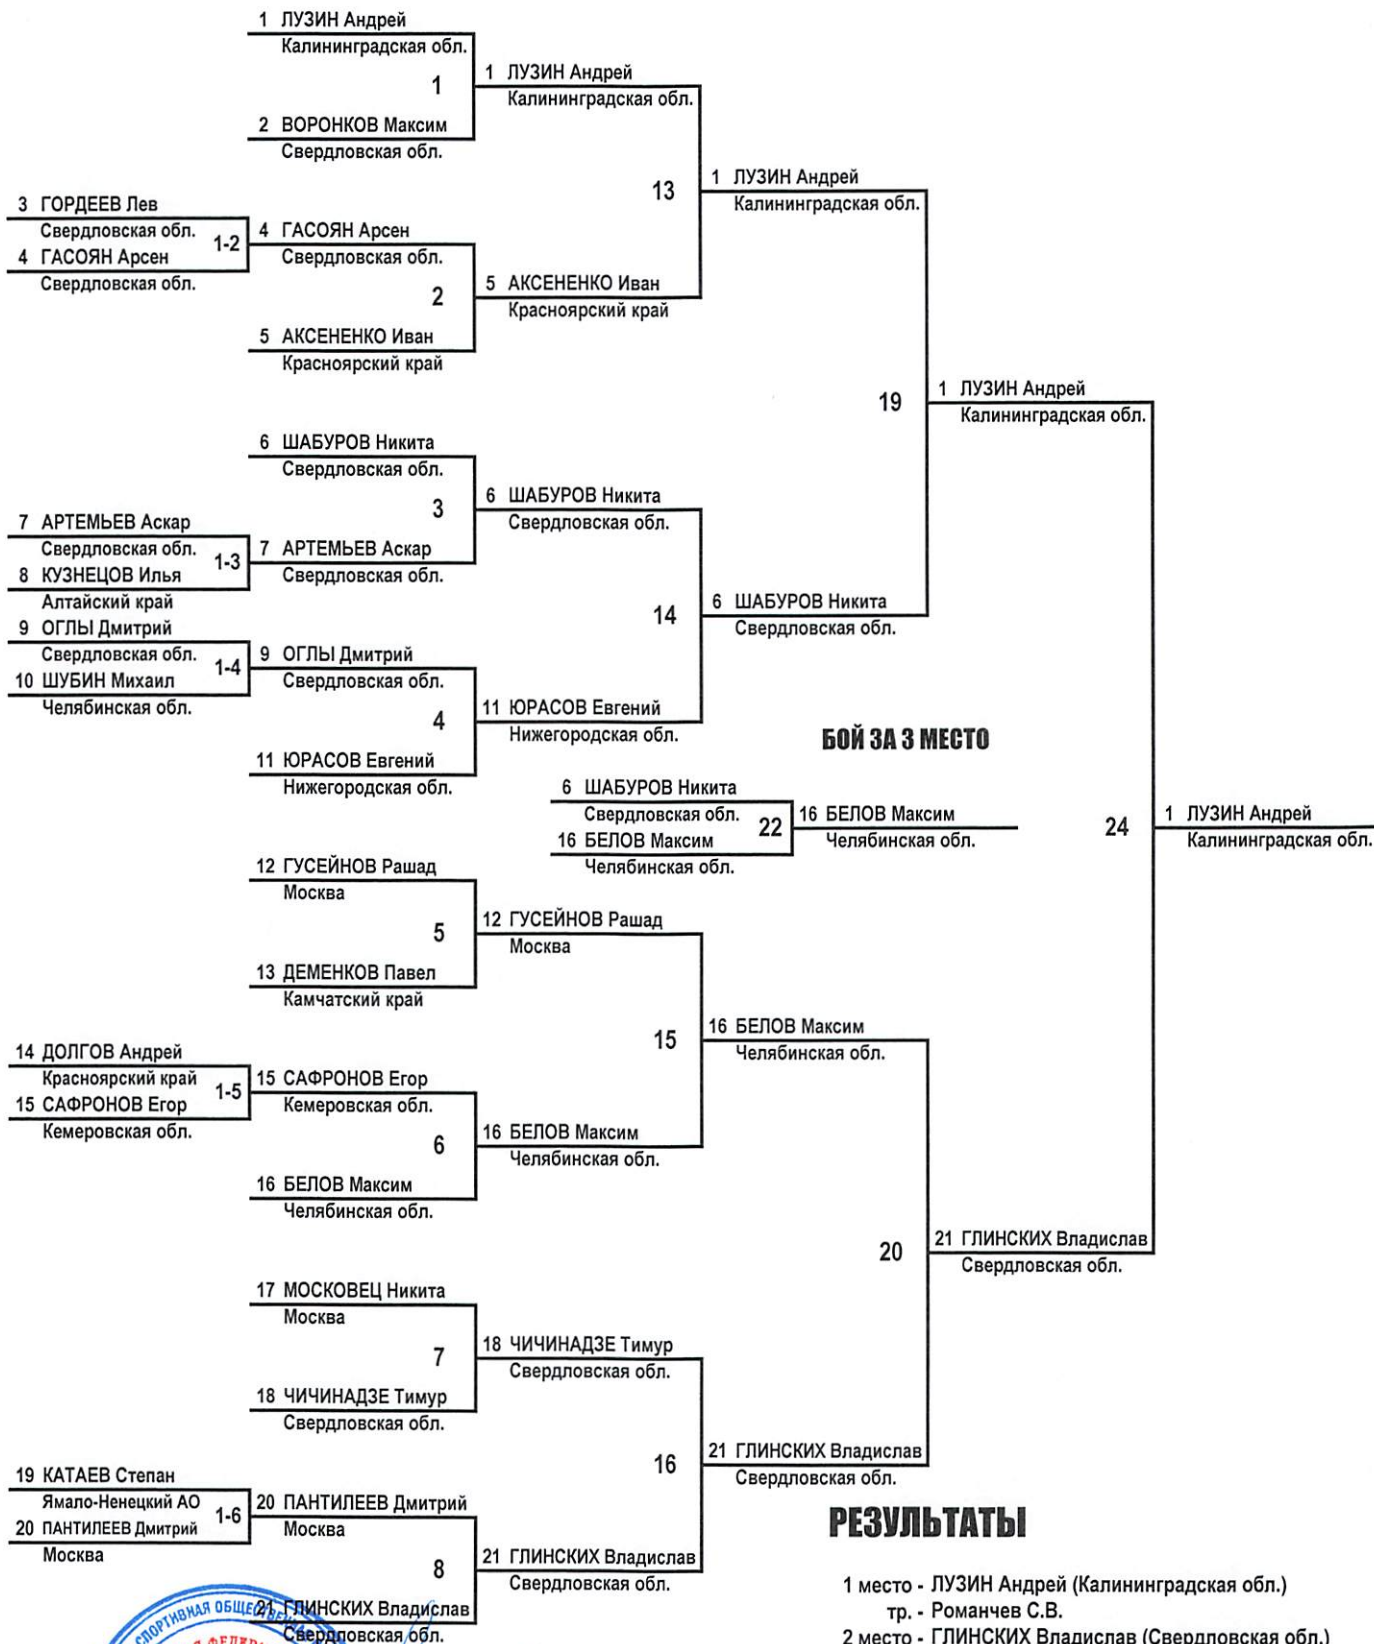 1 ЛУЗИН Андрей
Калининградская обл.
1
1 ЛУЗИН Андрей
Калининградская обл.
2 ВОРОНКОВ Максим
Свердловская обл.
13
1 ЛУЗИН Андрей
Калининградская обл.
3 ГОРДЕЕВ Лев
Свердловская обл.
1-2
4 ГАСОЯН Арсен
Свердловская обл.
4 ГАСОЯН Арсен
Свердловская обл.
2
5 АКСЕНЕНКО Иван
Красноярский край
5 АКСЕНЕНКО Иван
Красноярский край
19
1 ЛУЗИН Андрей
Калининградская обл.
6 ШАБУРОВ Никита
Свердловская обл.
3
6 ШАБУРОВ Никита
Свердловская обл.
7 АРТЕМЬЕВ Аскар
Свердловская обл.
1-3
8 КУЗНЕЦОВ Илья
Алтайский край
7 АРТЕМЬЕВ Аскар
Свердловская обл.
14
6 ШАБУРОВ Никита
Свердловская обл.
9 ОГЛЫ Дмитрий
Свердловская обл.
1-4
10 ШУБИН Михаил
Челябинская обл.
9 ОГЛЫ Дмитрий
Свердловская обл.
4
11 ЮРАСОВ Евгений
Нижегородская обл.
11 ЮРАСОВ Евгений
Нижегородская обл.
БОЙ ЗА 3 МЕСТО
6 ШАБУРОВ Никита
Свердловская обл.
22
16 БЕЛОВ Максим
Челябинская обл.
16 БЕЛОВ Максим
Челябинская обл.
24
1 ЛУЗИН Андрей
Калининградская обл.
12 ГУСЕЙНОВ Рашад
Москва
5
12 ГУСЕЙНОВ Рашад
Москва
13 ДЕМЕНКОВ Павел
Камчатский край
15
16 БЕЛОВ Максим
Челябинская обл.
14 ДОЛГОВ Андрей
Красноярский край
1-5
15 САФРОНОВ Егор
Кемеровская обл.
15 САФРОНОВ Егор
Кемеровская обл.
6
16 БЕЛОВ Максим
Челябинская обл.
16 БЕЛОВ Максим
Челябинская обл.
20
21 ГЛИНСКИХ Владислав
Свердловская обл.
17 МОСКОВЕЦ Никита
Москва
7
18 ЧИЧИНАДЗЕ Тимур
Свердловская обл.
18 ЧИЧИНАДЗЕ Тимур
Свердловская обл.
16
21 ГЛИНСКИХ Владислав
Свердловская обл.
19 КАТАЕВ Степан
Ямало-Ненецкий АО
1-6
20 ПАНТИЛЕЕВ Дмитрий
Москва
20 ПАНТИЛЕЕВ Дмитрий
Москва
8
21 ГЛИНСКИХ Владислав
Свердловская обл.
21 ГЛИНСКИХ Владислав
Свердловская обл.
РЕЗУЛЬТАТЫ
1 место - ЛУЗИН Андрей (Калининградская обл.)
тр. - Романчев С.В.
2 место - ГЛИНСКИХ Владислав (Свердловская обл.)